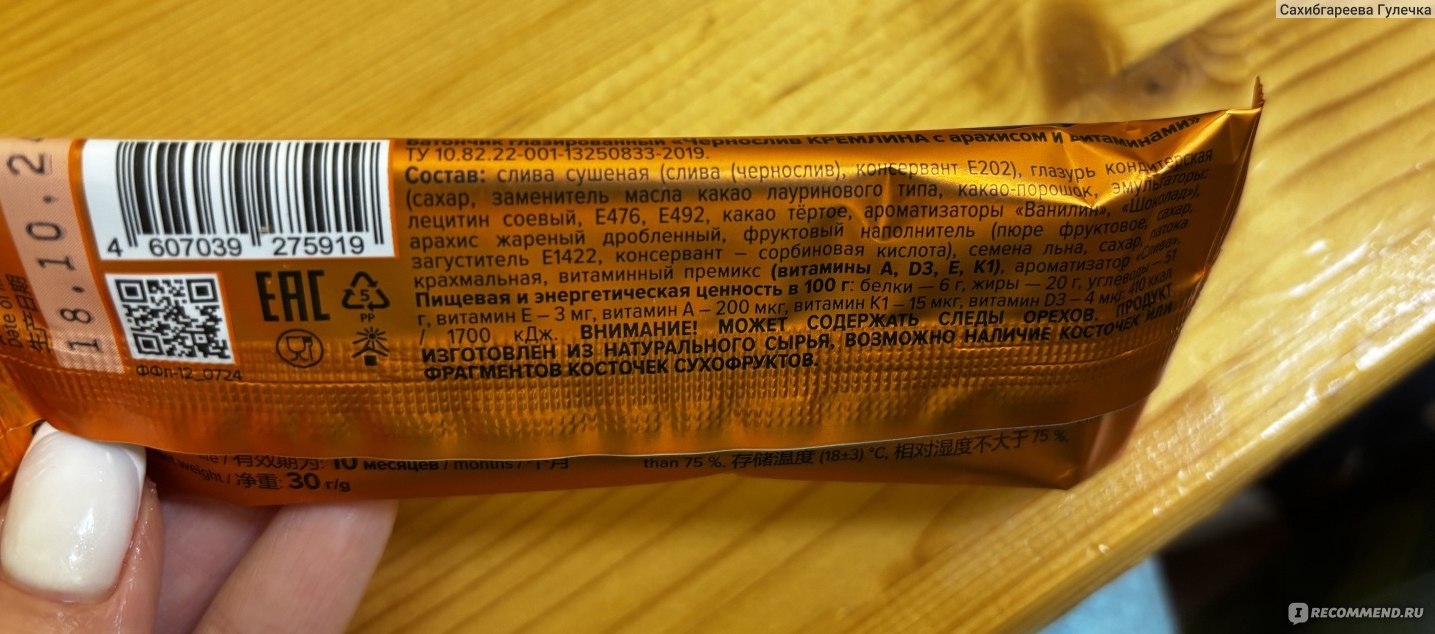 Сахибгареева Гулечка
Батончик глазированный «Чернослив КРЕМЛИНА с арахисом и витаминами»
ТУ 10.82.22-001-13250833-2019.
Состав: слива сушеная (слива (чернослив), консервант Е202), глазурь кондитерская
(сахар, заменитель масла какао лауринового типа, какао-порошок, эмульгаторы:
лецитин соевый, Е476, Е492, какао тёртое, ароматизаторы «Ванилин», «Шоколад»),
арахис жареный дробленный, фруктовый наполнитель (пюре фруктовое, сахар,
загуститель Е1422, консервант – сорбиновая кислота), семена льна, сахар, патока
крахмальная, витаминный премикс (витамины А, D3, Е, К1), ароматизатор «Слива».
Пищевая и энергетическая ценность в 100 г: белки – 6 г, жиры – 20 г, углеводы – 51
г, витамин Е – 3 мг, витамин А – 200 мкг, витамин К1 – 15 мкг, витамин D3 – 4 мкг, 410 ккал
/ 1700 кДж. ВНИМАНИЕ! МОЖЕТ СОДЕРЖАТЬ СЛЕДЫ ОРЕХОВ. ПРОДУКТ
ИЗГОТОВЛЕН ИЗ НАТУРАЛЬНОГО СЫРЬЯ, ВОЗМОЖНО НАЛИЧИЕ КОСТОЧЕК ИЛИ
ФРАГМЕНТОВ КОСТОЧЕК СУХОФРУКТОВ.
4 607039 275919
EAC
5
PP
ФФп-12_0724
Date of
生产日期
18.10.2
/ 有效期为: 10 месяцев / months / 个月
weight / 净重: 30 г/g
than 75 %. 存储温度 (18±3) °C, 相对湿度不大于 75 %.
IRECOMMEND.RU